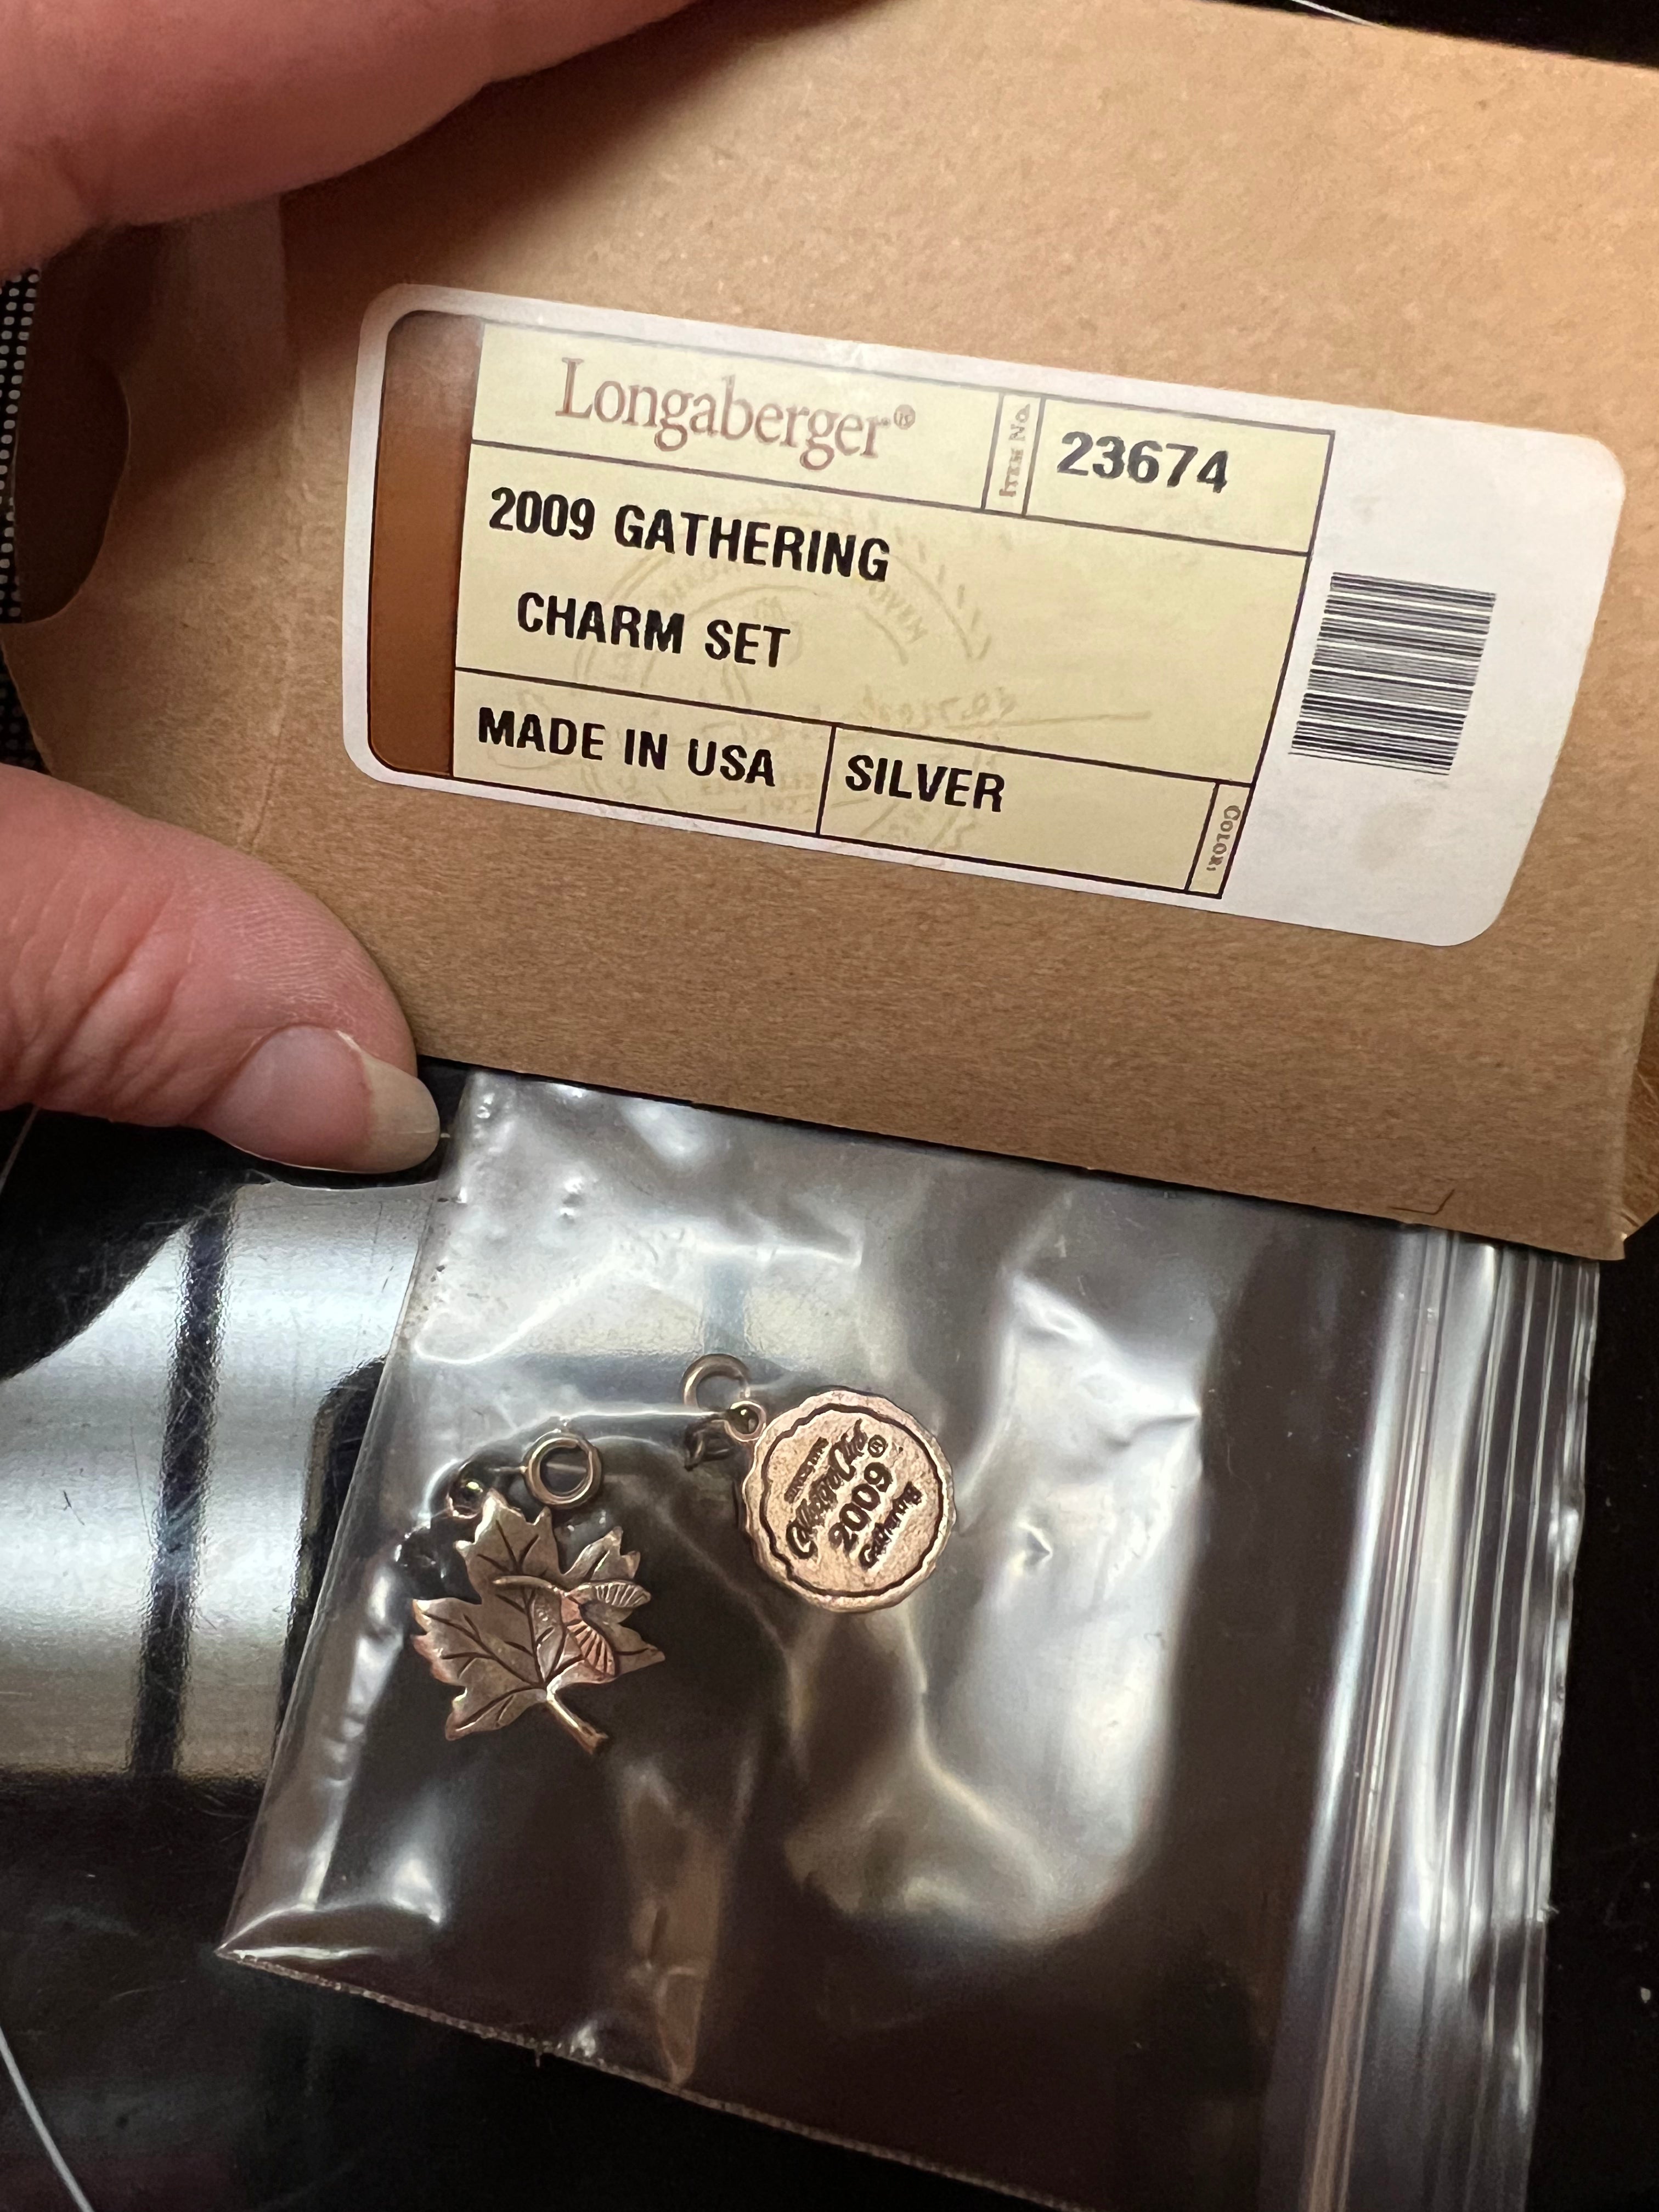 Longaberger®
ITEM NO.
23674
2009 GATHERING
CHARM SET
MADE IN USA
SILVER
COLOR:
Collectors Club®
2009
Gathering